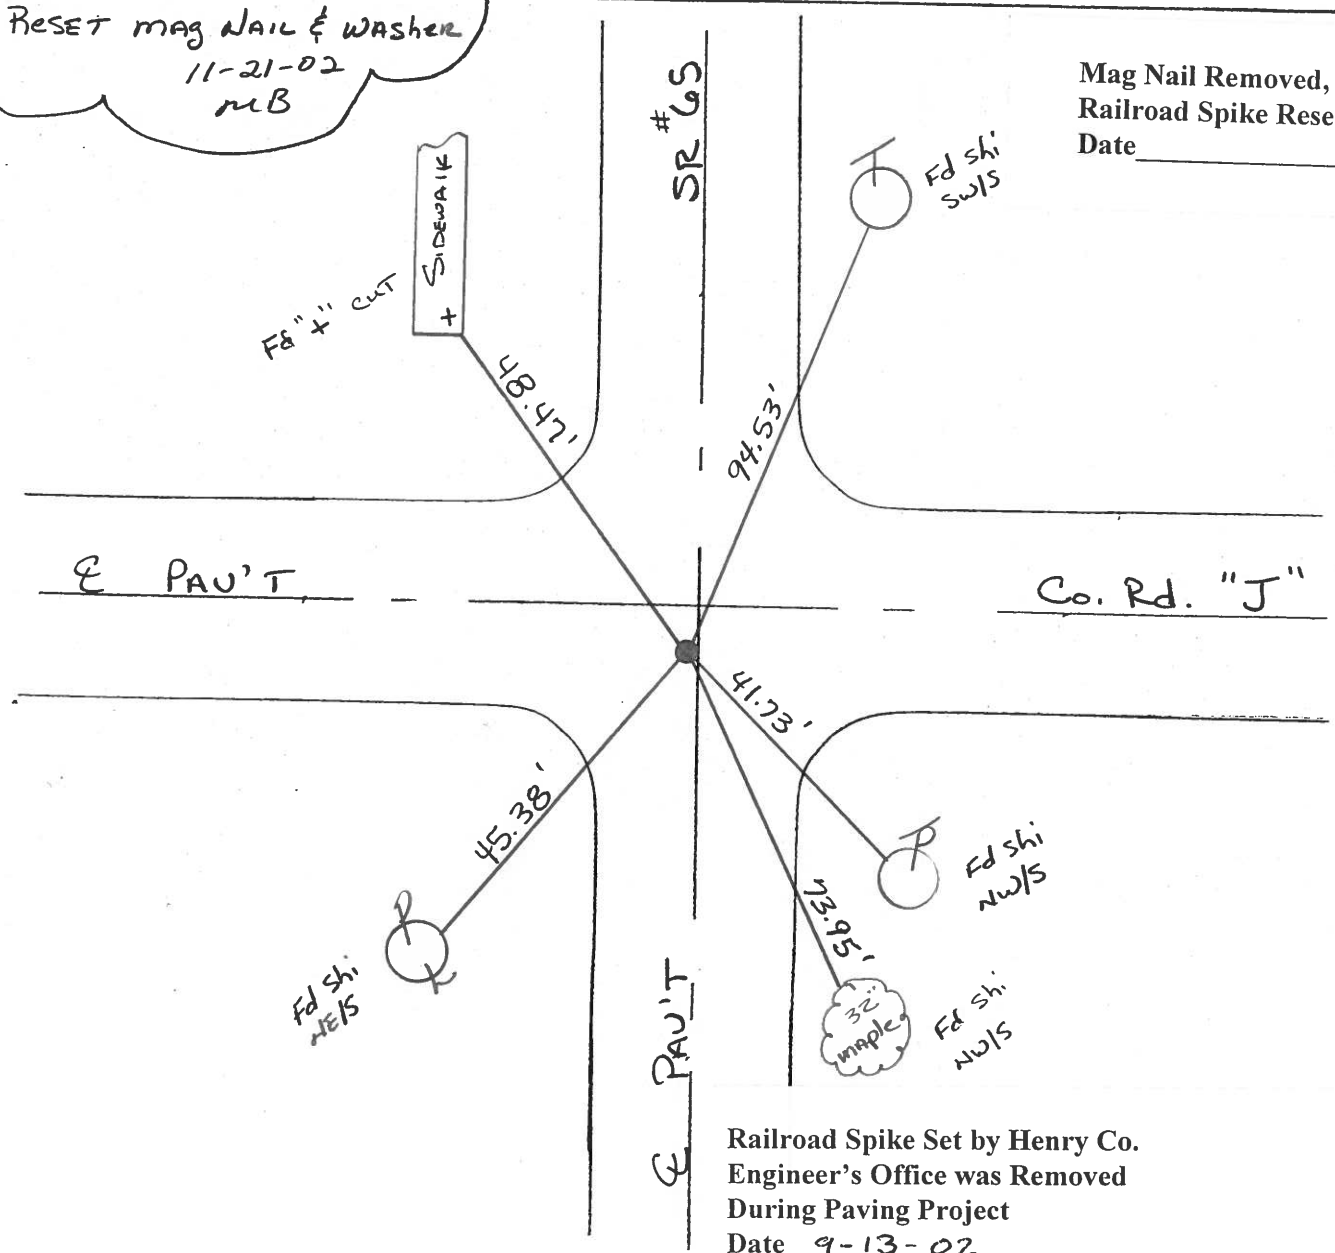 RESET mag NAIL & WASHER
11-21-02
MB
Mag Nail Removed,
Railroad Spike Rese
Date
SR #65
SIDEWALK
+
Fd "+" CUT
T
Fd Shi
SW/S
48.47'
94.53'
℄ PAV'T
Co. Rd. "J"
41.73'
45.38'
73.95'
P
Fd Shi
NE/S
P
Fd Shi
NW/S
32"
maple
Fd Shi
NW/S
℄ PAV'T
Railroad Spike Set by Henry Co.
Engineer's Office was Removed
During Paving Project
Date 9-13-02